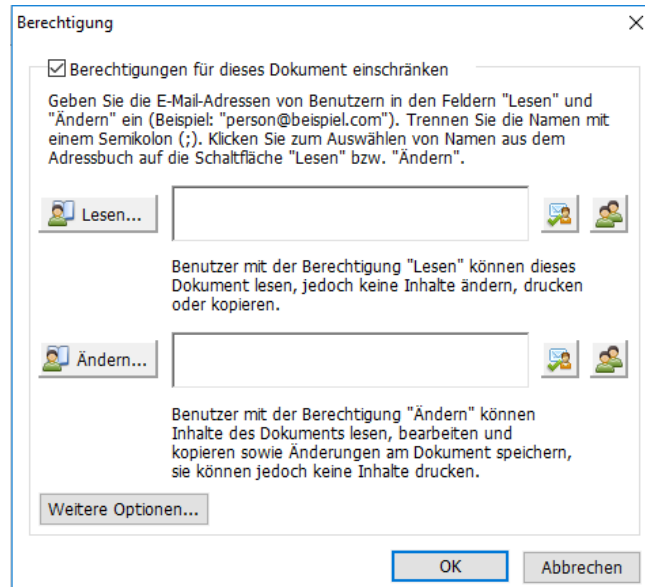 Berechtigung
Berechtigungen für dieses Dokument einschränken
Geben Sie die E-Mail-Adressen von Benutzern in den Feldern "Lesen" und
"Ändern" ein (Beispiel: "person@beispiel.com"). Trennen Sie die Namen mit
einem Semikolon (;). Klicken Sie zum Auswählen von Namen aus dem
Adressbuch auf die Schaltfläche "Lesen" bzw. "Ändern".
Lesen...
Benutzer mit der Berechtigung "Lesen" können dieses
Dokument lesen, jedoch keine Inhalte ändern, drucken
oder kopieren.
Ändern...
Benutzer mit der Berechtigung "Ändern" können
Inhalte des Dokuments lesen, bearbeiten und
kopieren sowie Änderungen am Dokument speichern,
sie können jedoch keine Inhalte drucken.
Weitere Optionen...
OK
Abbrechen